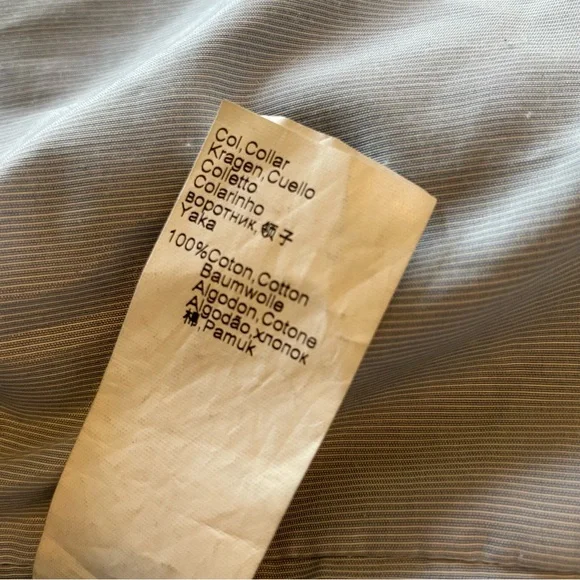 Col, Collar
Kragen, Cuello
Colletto
Colarinho
воротник, 领子
Yaka
100% Coton, Cotton
Baumwolle
Algodon, Cotone
Algodão, хлопок
棉, Pamuk